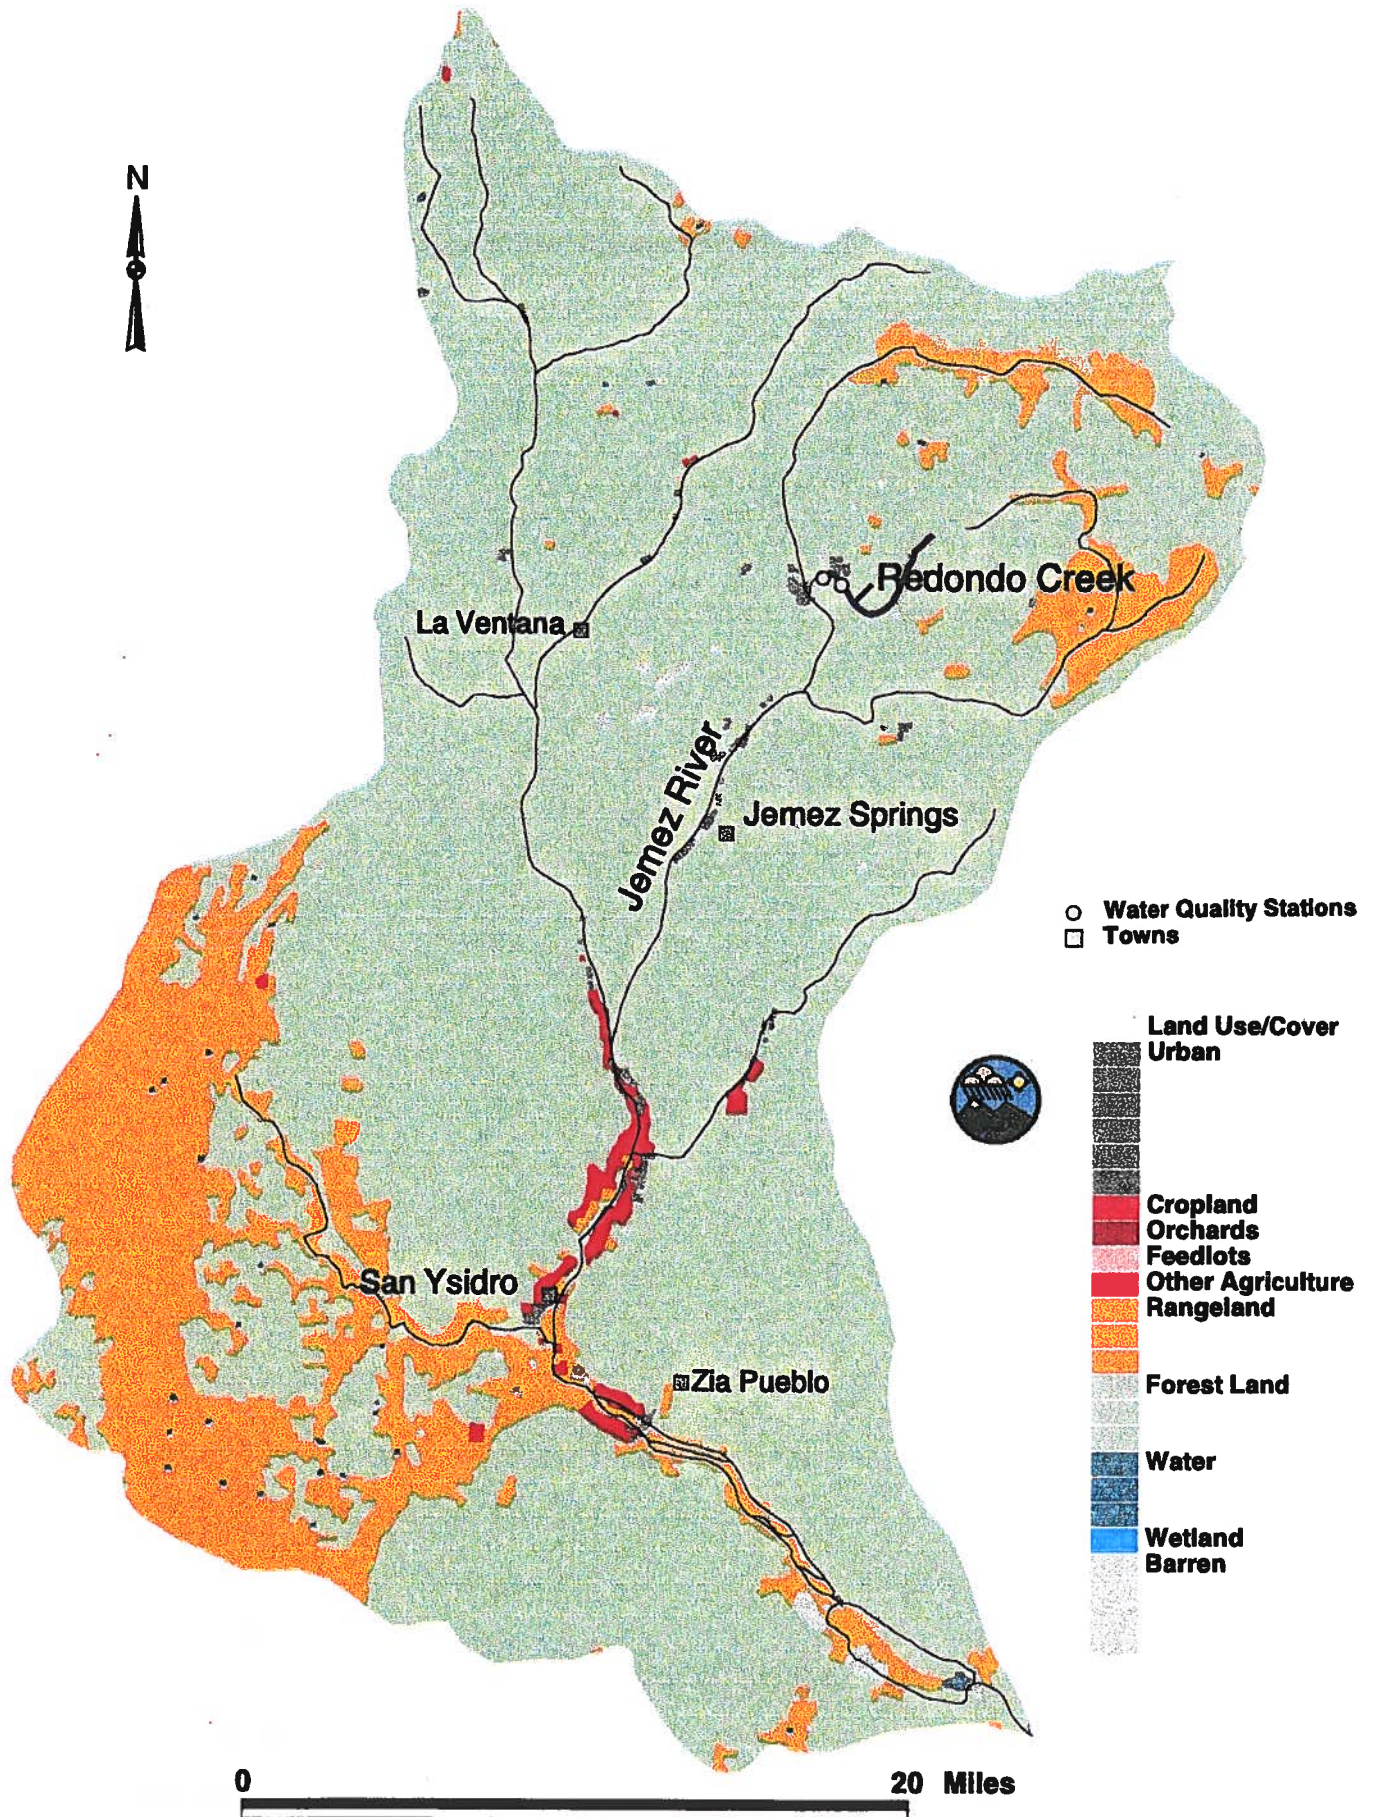 N
Redondo Creek
La Ventana
Jemez River
Jemez Springs
Water Quality Stations
Towns
Land Use/Cover
Urban
Cropland
Orchards
Feedlots
Other Agriculture
Rangeland
Forest Land
Water
Wetland
Barren
San Ysidro
Zia Pueblo
0 20 Miles